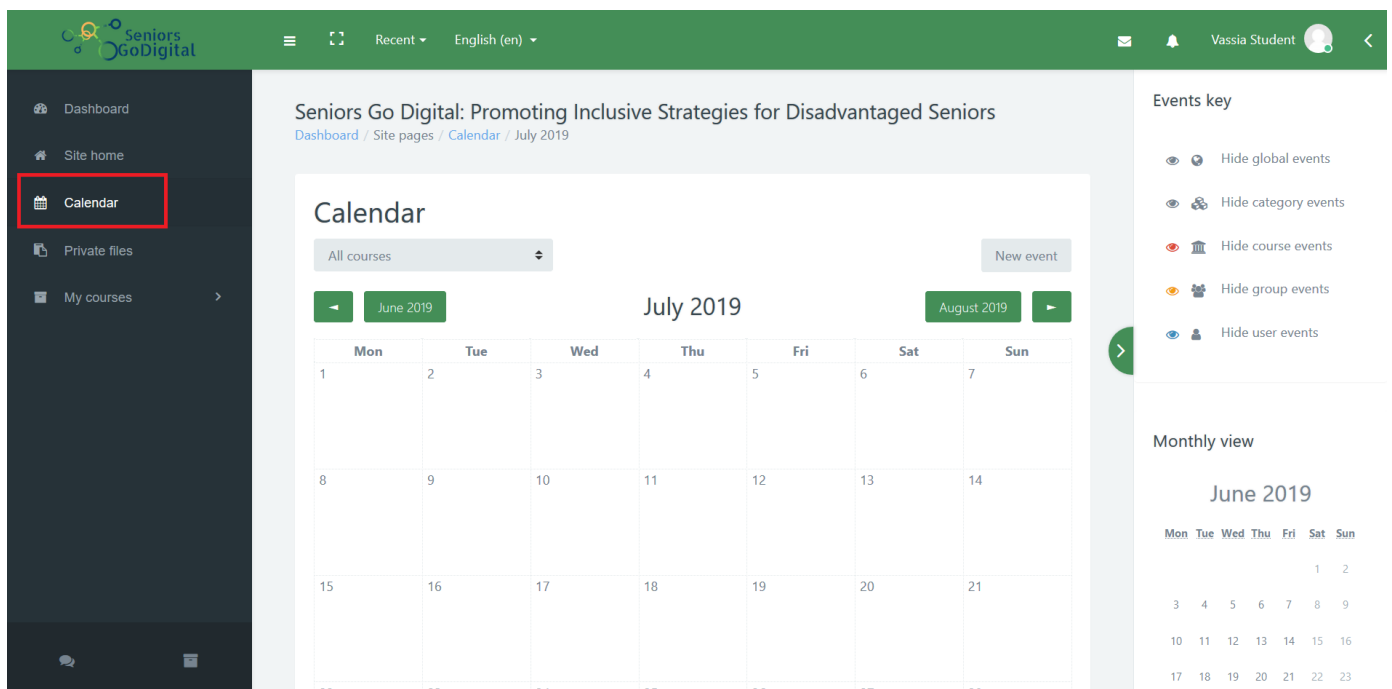 Seniors
GoDigital
Recent
English (en)
Vassia Student
Dashboard
Site home
Calendar
Private files
My courses
Seniors Go Digital: Promoting Inclusive Strategies for Disadvantaged Seniors
Dashboard / Site pages / Calendar / July 2019
Calendar
All courses
New event
June 2019
July 2019
August 2019
Mon Tue Wed Thu Fri Sat Sun
1 2 3 4 5 6 7
8 9 10 11 12 13 14
15 16 17 18 19 20 21
Events key
Hide global events
Hide category events
Hide course events
Hide group events
Hide user events
Monthly view
June 2019
Mon Tue Wed Thu Fri Sat Sun
1 2
3 4 5 6 7 8 9
10 11 12 13 14 15 16
17 18 19 20 21 22 23